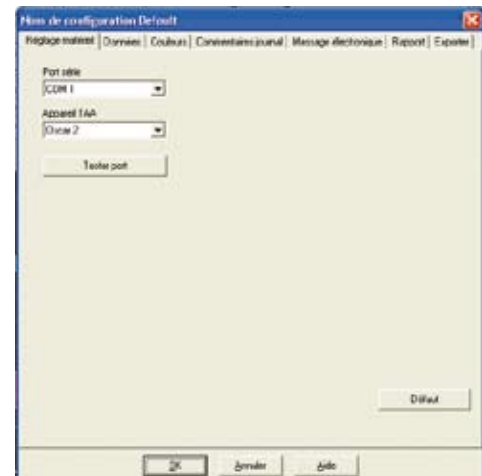 Nom de configuration Default
Réglage matériel Données Couleurs Commentaires journal Message électronique Rapport Exporter
Port série
COM 1
Appareil TAA
Oscar 2
Tester port
Défaut
OK Annuler Aide